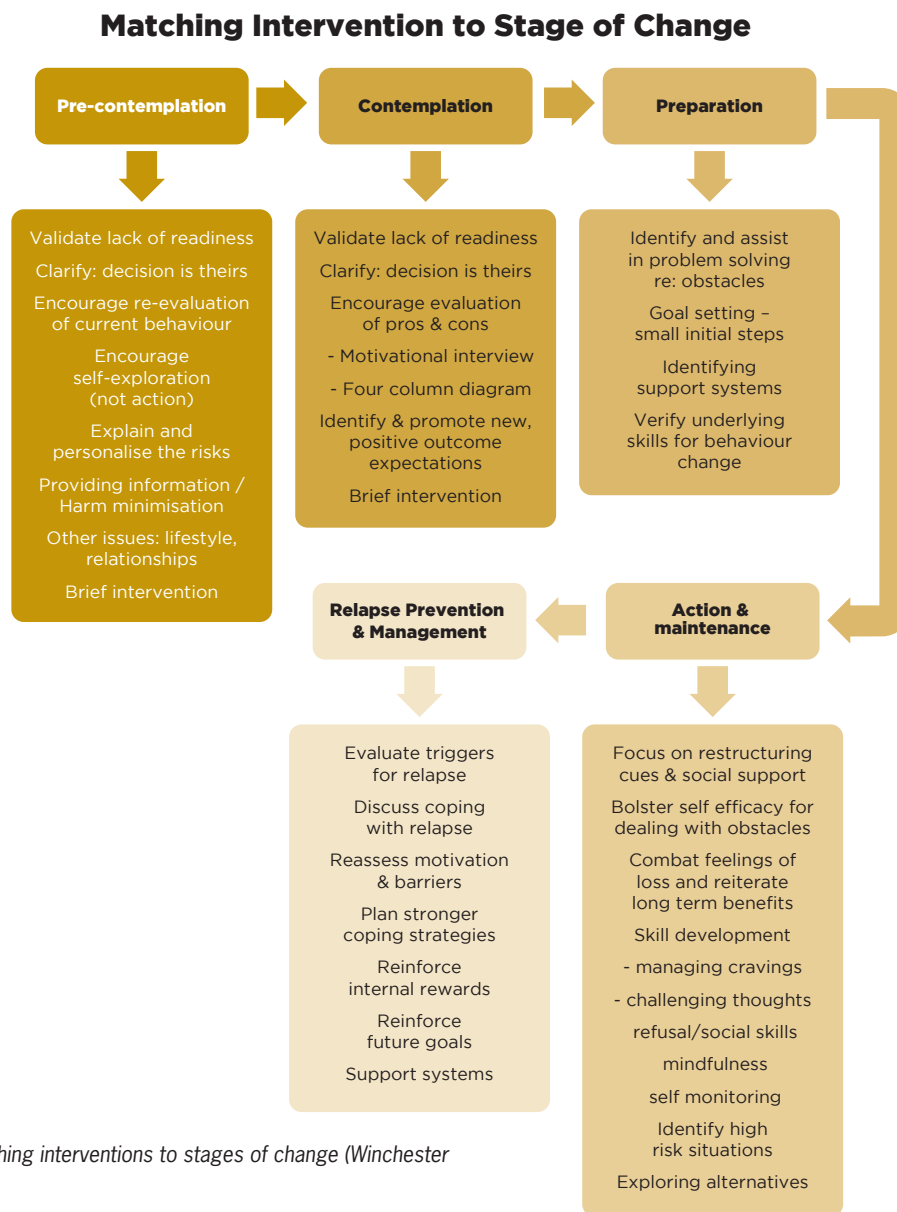 Matching Intervention to Stage of Change
Pre-contemplation
Contemplation
Preparation
Validate lack of readiness
Clarify: decision is theirs
Encourage re-evaluation
of current behaviour
Encourage
self-exploration
(not action)
Explain and
personalise the risks
Providing information /
Harm minimisation
Other issues: lifestyle,
relationships
Brief intervention
Validate lack of readiness
Clarify: decision is theirs
Encourage evaluation
of pros & cons
- Motivational interview
- Four column diagram
Identify & promote new,
positive outcome
expectations
Brief intervention
Identify and assist
in problem solving
re: obstacles
Goal setting –
small initial steps
Identifying
support systems
Verify underlying
skills for behaviour
change
Relapse Prevention
& Management
Action &
maintenance
Evaluate triggers
for relapse
Discuss coping
with relapse
Reassess motivation
& barriers
Plan stronger
coping strategies
Reinforce
internal rewards
Reinforce
future goals
Support systems
Focus on restructuring
cues & social support
Bolster self efficacy for
dealing with obstacles
Combat feelings of
loss and reiterate
long term benefits
Skill development
- managing cravings
- challenging thoughts
refusal/social skills
mindfulness
self monitoring
Identify high
risk situations
Exploring alternatives
hing interventions to stages of change (Winchester